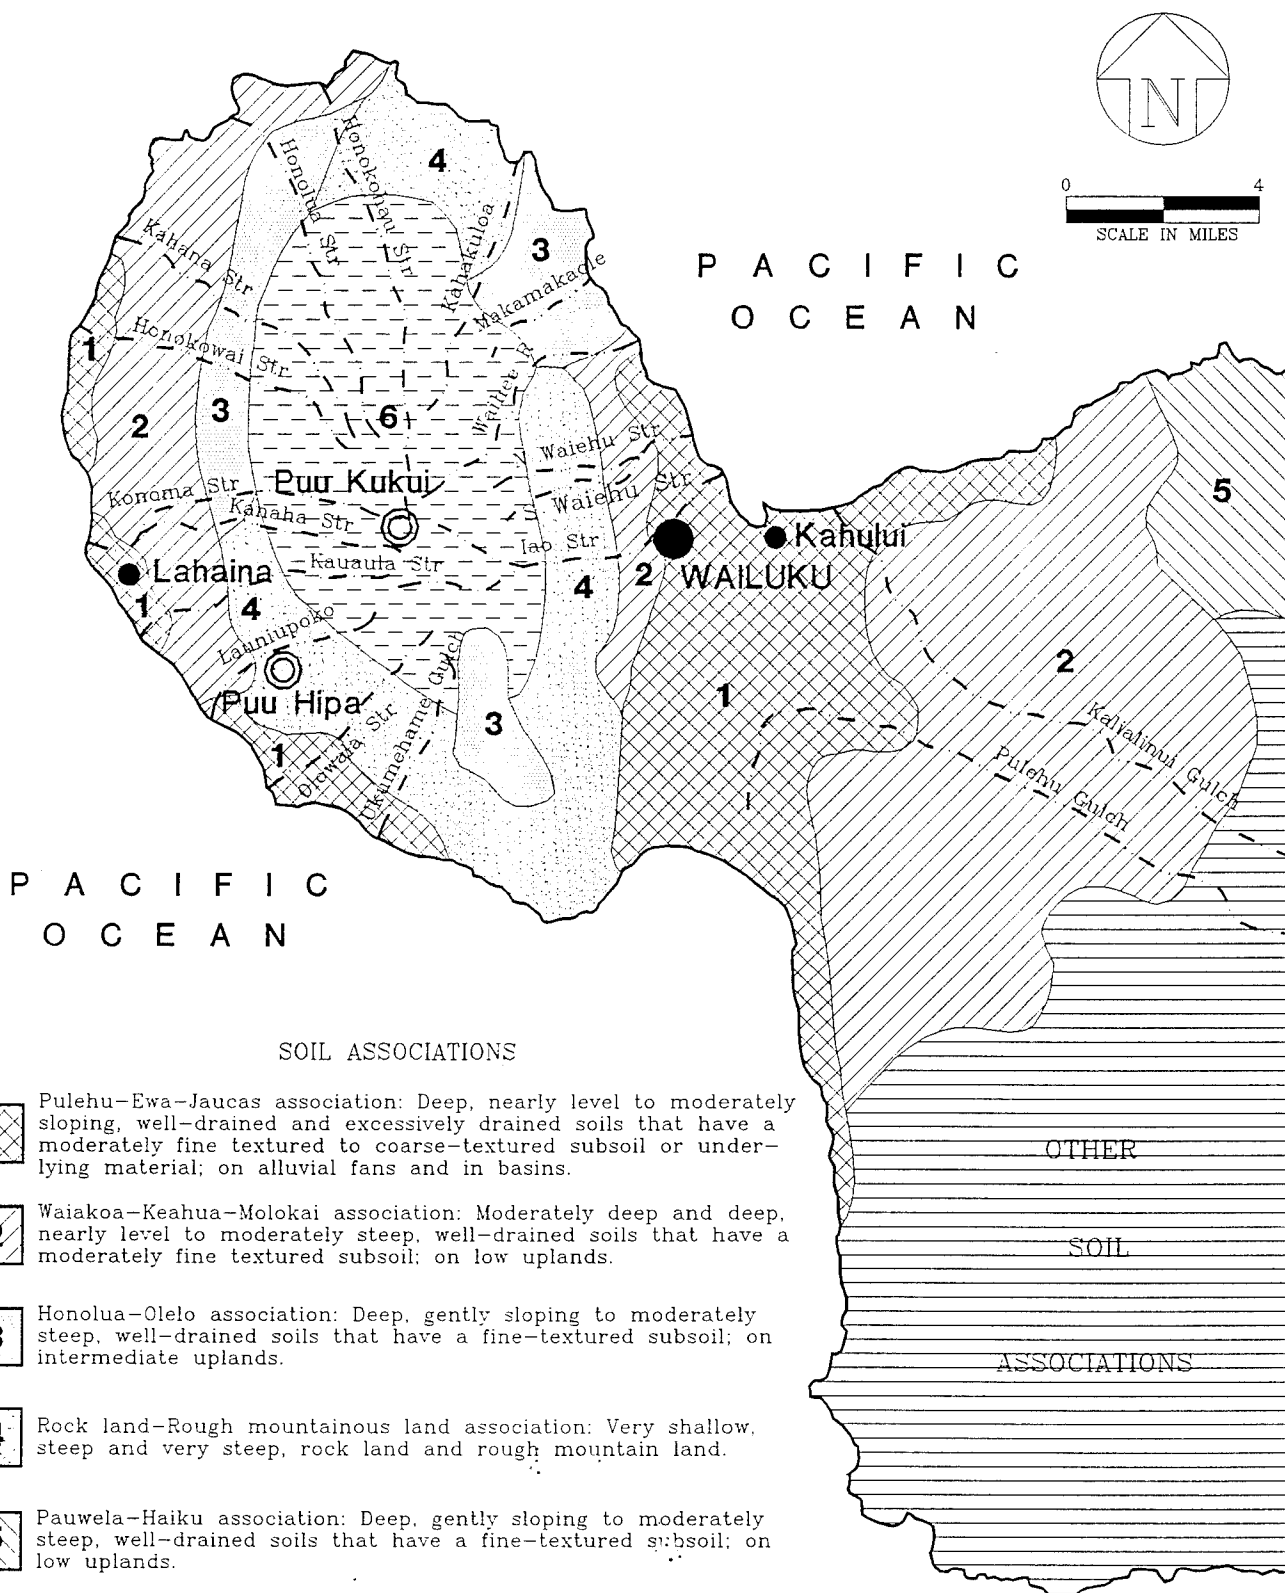 N
0 4
SCALE IN MILES
PACIFIC
OCEAN
4
3
Honolua Str
Honokohau Str
Kahakuloa
Makamakaole
Kahana Str
1
Honokowai Str
2
3
6
Waihee R
N Waiehu Str
5
Konoma Str
Puu Kukui
S Waiehu Str
Kahaha Str
Iao Str
Kahului
Kauaula Str
Lahaina
2
WAILUKU
4
1
4
Launiupoko
2
Puu Hipa
1
3
Kalialinui Gulch
1
Olowalu Str
Ukumehame Gulch
Pulehu Gulch
PACIFIC
OCEAN
SOIL ASSOCIATIONS
Pulehu-Ewa-Jaucas association: Deep, nearly level to moderately
sloping, well-drained and excessively drained soils that have a
moderately fine textured to coarse-textured subsoil or under-
lying material; on alluvial fans and in basins.
Waiakoa-Keahua-Molokai association: Moderately deep and deep,
nearly level to moderately steep, well-drained soils that have a
moderately fine textured subsoil; on low uplands.
Honolua-Olelo association: Deep, gently sloping to moderately
steep, well-drained soils that have a fine-textured subsoil; on
intermediate uplands.
4 Rock land-Rough mountainous land association: Very shallow,
steep and very steep, rock land and rough mountain land.
Pauwela-Haiku association: Deep, gently sloping to moderately
steep, well-drained soils that have a fine-textured subsoil; on
low uplands.
OTHER
SOIL
ASSOCIATIONS